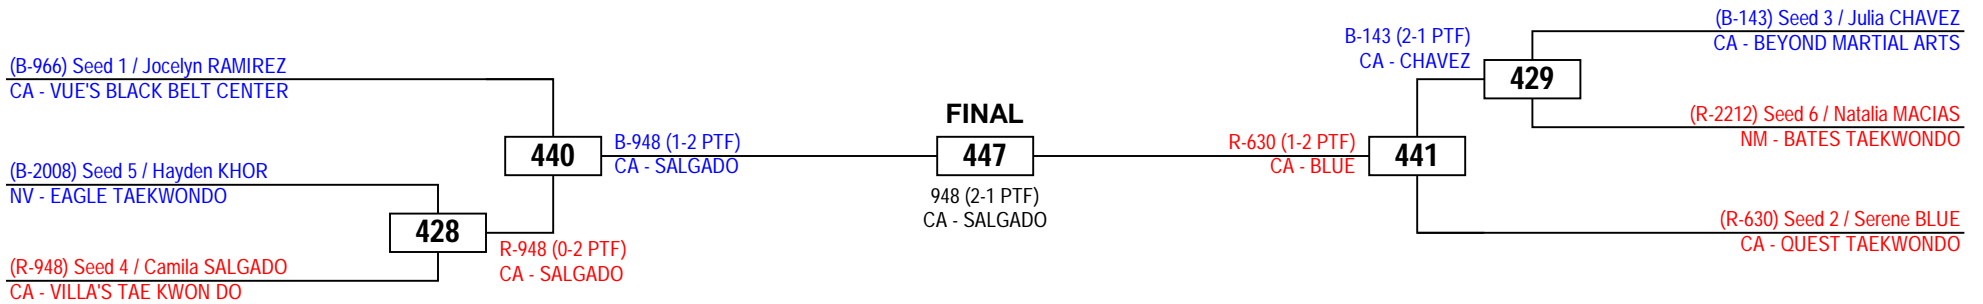 (B-966) Seed 1 / Jocelyn RAMIREZ
CA - VUE'S BLACK BELT CENTER
(B-2008) Seed 5 / Hayden KHOR
NV - EAGLE TAEKWONDO
428
(R-948) Seed 4 / Camila SALGADO
CA - VILLA'S TAE KWON DO
R-948 (0-2 PTF)
CA - SALGADO
440
B-948 (1-2 PTF)
CA - SALGADO
FINAL
447
948 (2-1 PTF)
CA - SALGADO
R-630 (1-2 PTF)
CA - BLUE
441
B-143 (2-1 PTF)
CA - CHAVEZ
429
(B-143) Seed 3 / Julia CHAVEZ
CA - BEYOND MARTIAL ARTS
(R-2212) Seed 6 / Natalia MACIAS
NM - BATES TAEKWONDO
(R-630) Seed 2 / Serene BLUE
CA - QUEST TAEKWONDO